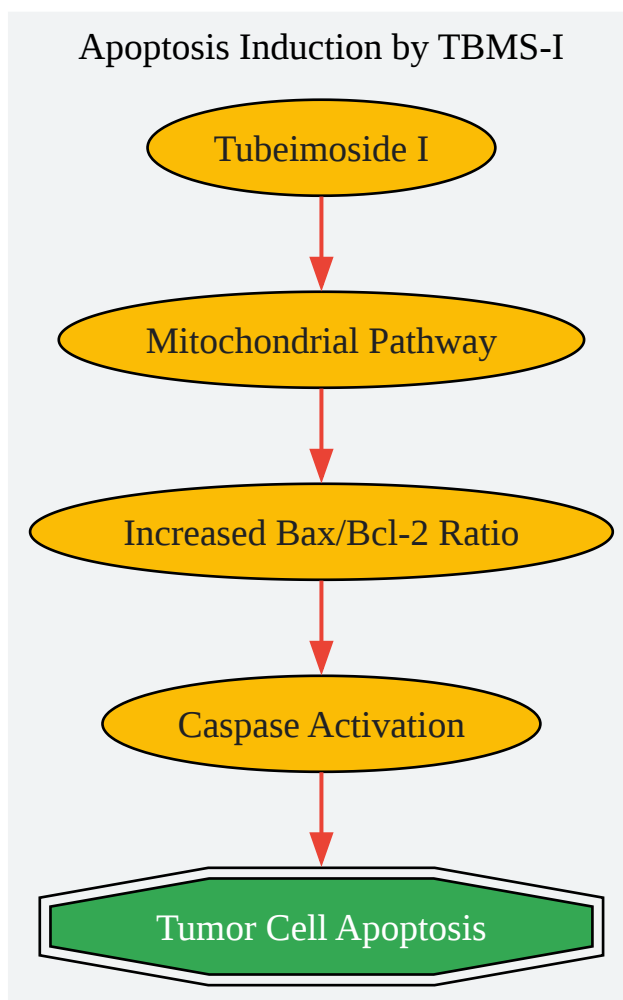 Apoptosis Induction by TBMS-I
Tubeimoside I
Mitochondrial Pathway
Increased Bax/Bcl-2 Ratio
Caspase Activation
Tumor Cell Apoptosis